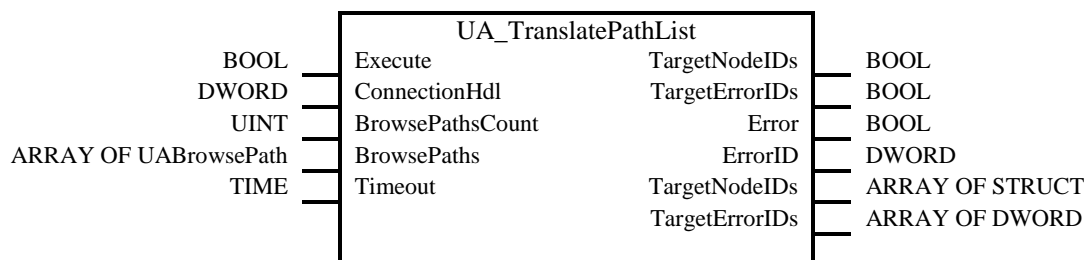 UA_TranslatePathList
BOOL Execute TargetNodeIDs BOOL
DWORD ConnectionHdl TargetErrorIDs BOOL
UINT BrowsePathsCount Error BOOL
ARRAY OF UABrowsePath BrowsePaths ErrorID DWORD
TIME Timeout TargetNodeIDs ARRAY OF STRUCT
TargetErrorIDs ARRAY OF DWORD